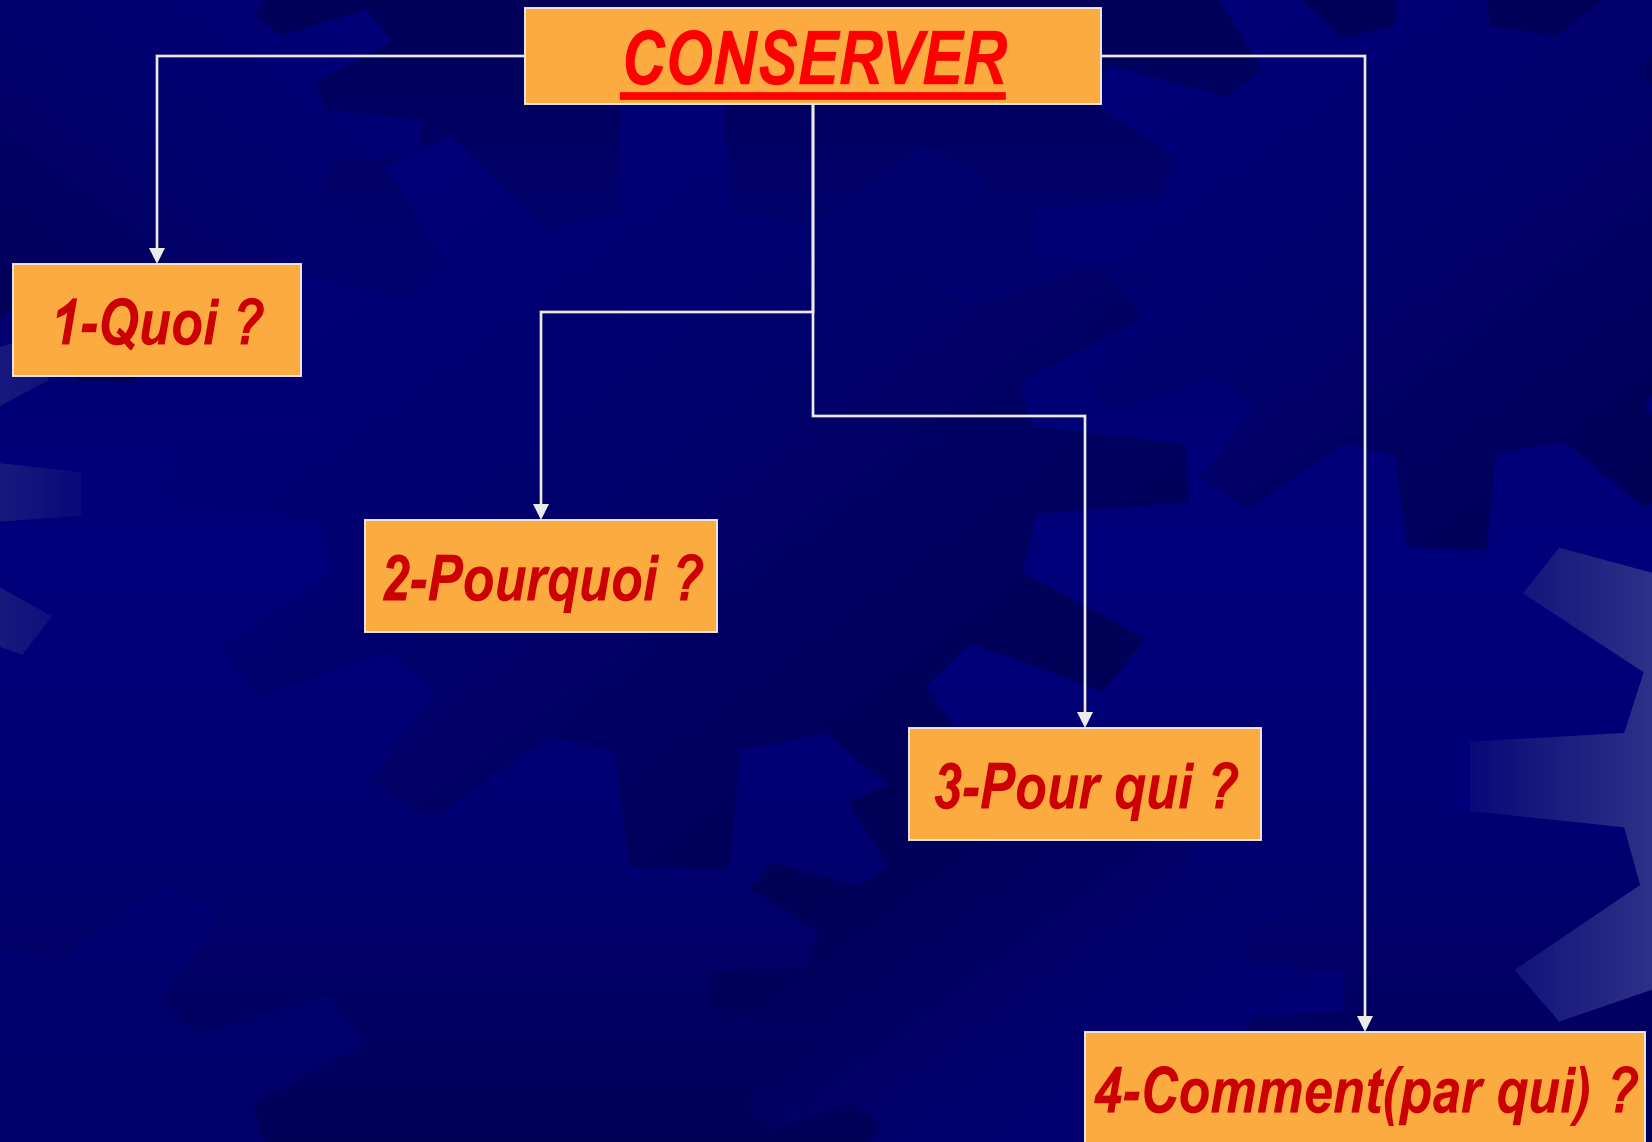 CONSERVER
1-Quoi ?
2-Pourquoi ?
3-Pour qui ?
4-Comment(par qui) ?